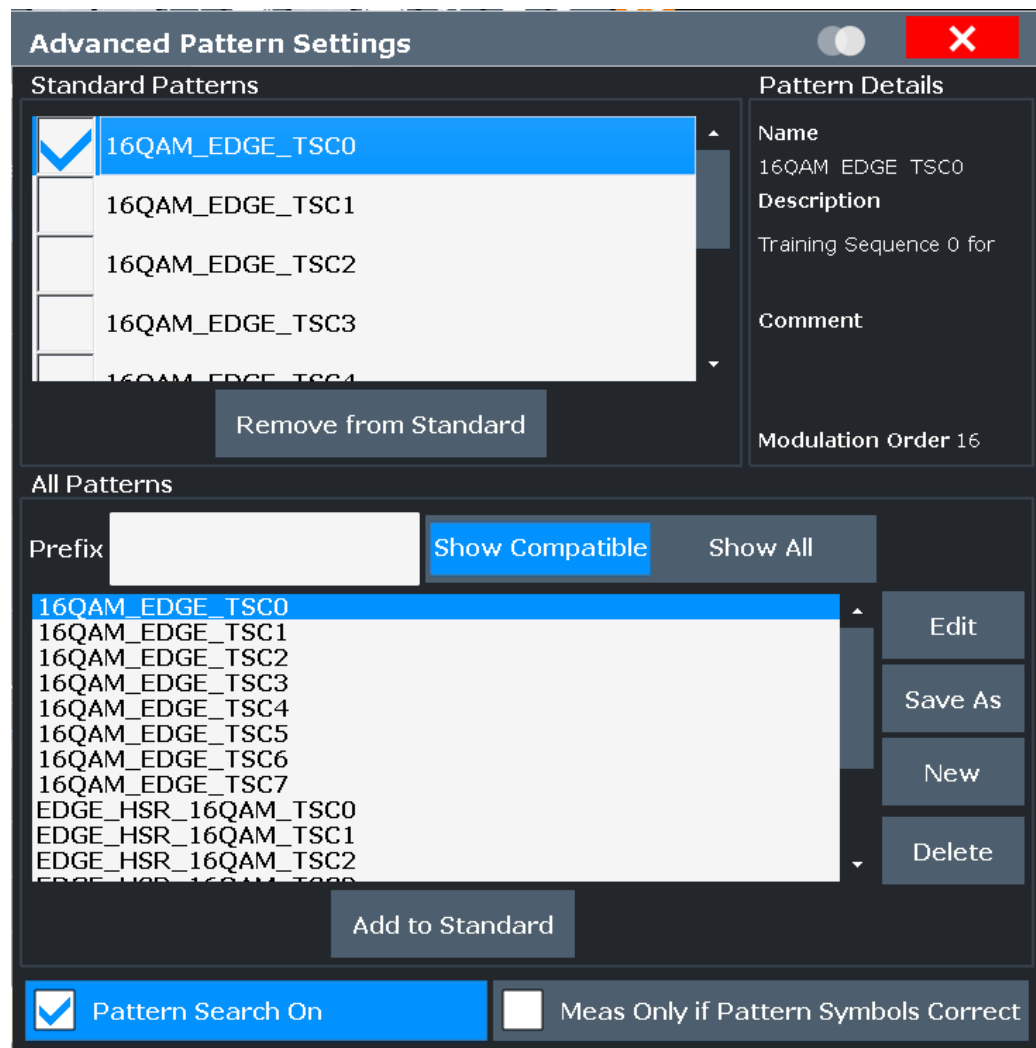 Advanced Pattern Settings
Standard Patterns
16QAM_EDGE_TSC0
16QAM_EDGE_TSC1
16QAM_EDGE_TSC2
16QAM_EDGE_TSC3
16QAM_EDGE_TSC4
Remove from Standard
Pattern Details
Name
16QAM EDGE TSC0
Description
Training Sequence 0 for
Comment
Modulation Order 16
All Patterns
Prefix
Show Compatible
Show All
16QAM_EDGE_TSC0
16QAM_EDGE_TSC1
16QAM_EDGE_TSC2
16QAM_EDGE_TSC3
16QAM_EDGE_TSC4
16QAM_EDGE_TSC5
16QAM_EDGE_TSC6
16QAM_EDGE_TSC7
EDGE_HSR_16QAM_TSC0
EDGE_HSR_16QAM_TSC1
EDGE_HSR_16QAM_TSC2
Edit
Save As
New
Delete
Add to Standard
Pattern Search On
Meas Only if Pattern Symbols Correct